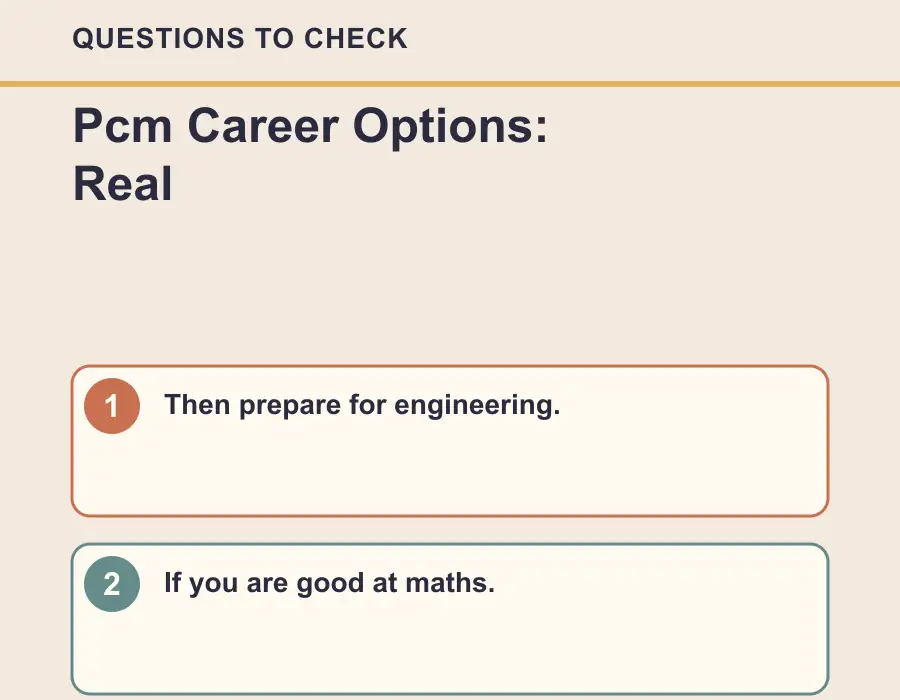 QUESTIONS TO CHECK
Pcm Career Options:
Real
1 Then prepare for engineering.
2 If you are good at maths.